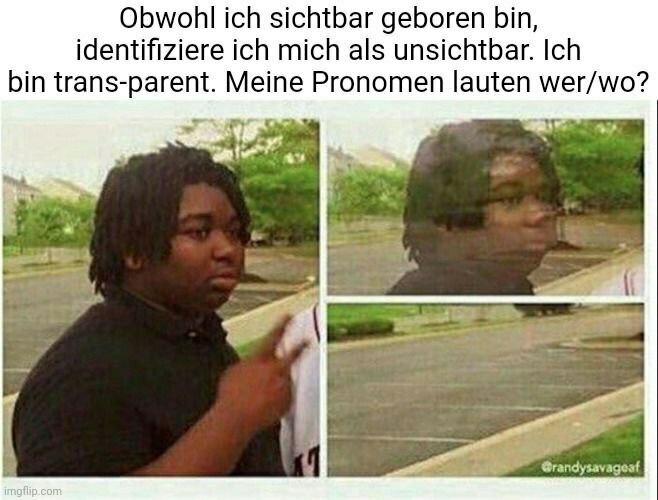 Obwohl ich sichtbar geboren bin,
identifiziere ich mich als unsichtbar. Ich
bin trans-parent. Meine Pronomen lauten wer/wo?
@randysavageaf
imgflip.com